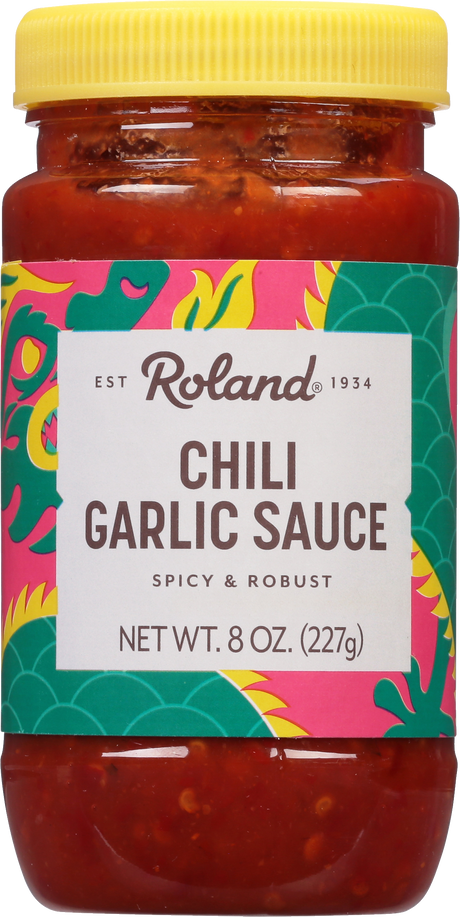 EST Roland® 1934
CHILI
GARLIC SAUCE
SPICY & ROBUST
NET WT. 8 OZ. (227g)